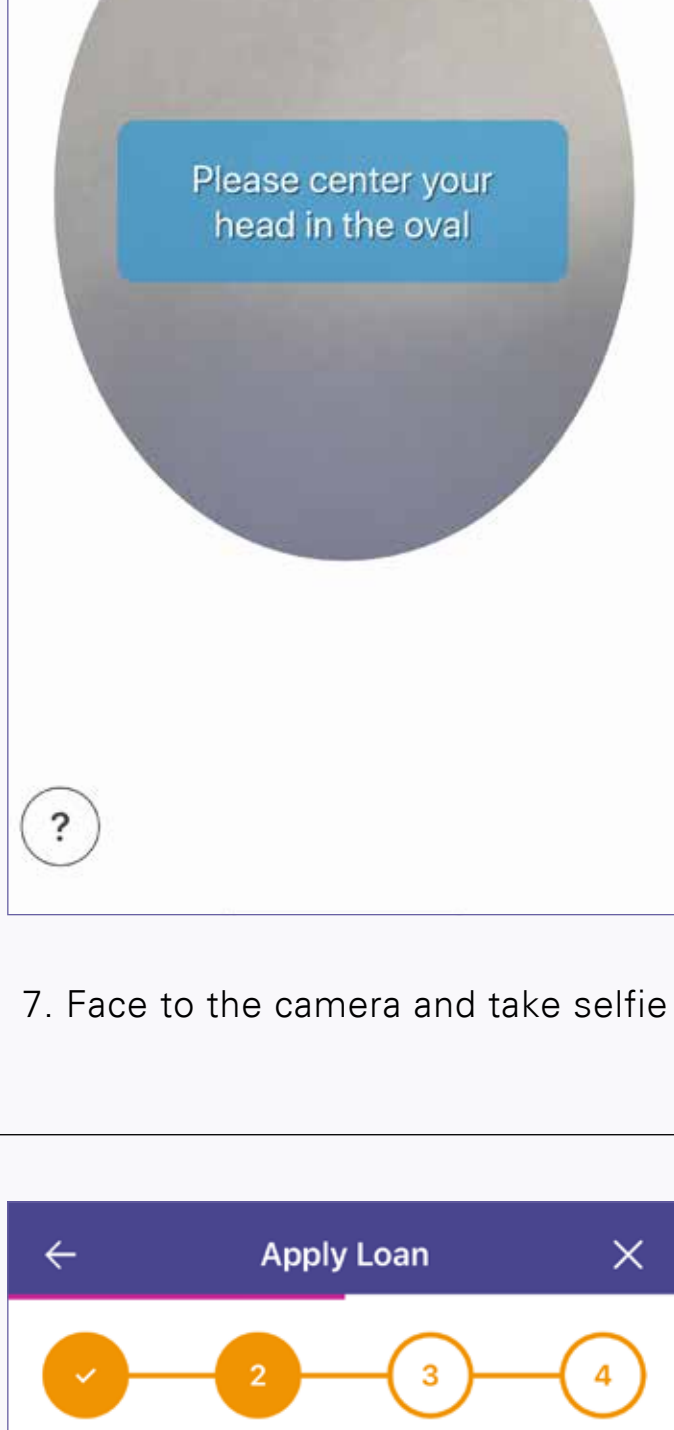 Please center your
head in the oval
?
7. Face to the camera and take selfie
Apply Loan
2
3
4